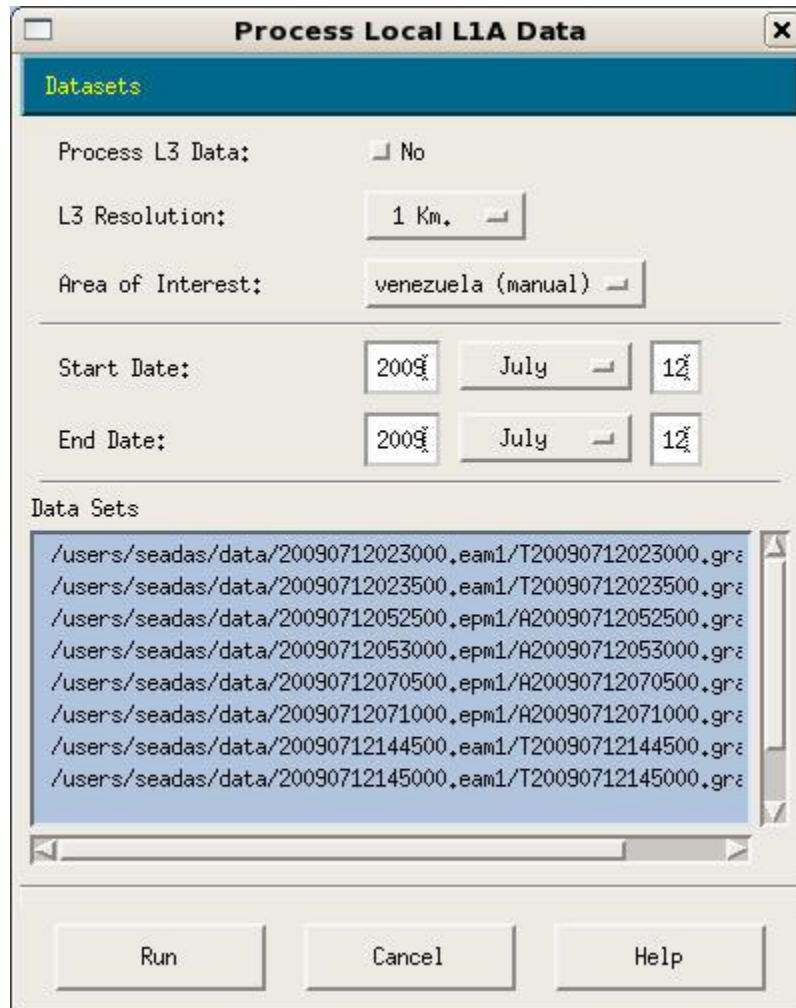 Process Local L1A Data
Datasets
Process L3 Data: No
L3 Resolution: 1 Km.
Area of Interest: venezuela (manual)
Start Date: 2009 July 12
End Date: 2009 July 12
Data Sets
/users/seadas/data/20090712023000.eam1/T20090712023000.gra
/users/seadas/data/20090712023500.eam1/T20090712023500.gra
/users/seadas/data/20090712052500.epm1/A20090712052500.gra
/users/seadas/data/20090712053000.epm1/A20090712053000.gra
/users/seadas/data/20090712070500.epm1/A20090712070500.gra
/users/seadas/data/20090712071000.epm1/A20090712071000.gra
/users/seadas/data/20090712144500.eam1/T20090712144500.gra
/users/seadas/data/20090712145000.eam1/T20090712145000.gra
Run Cancel Help